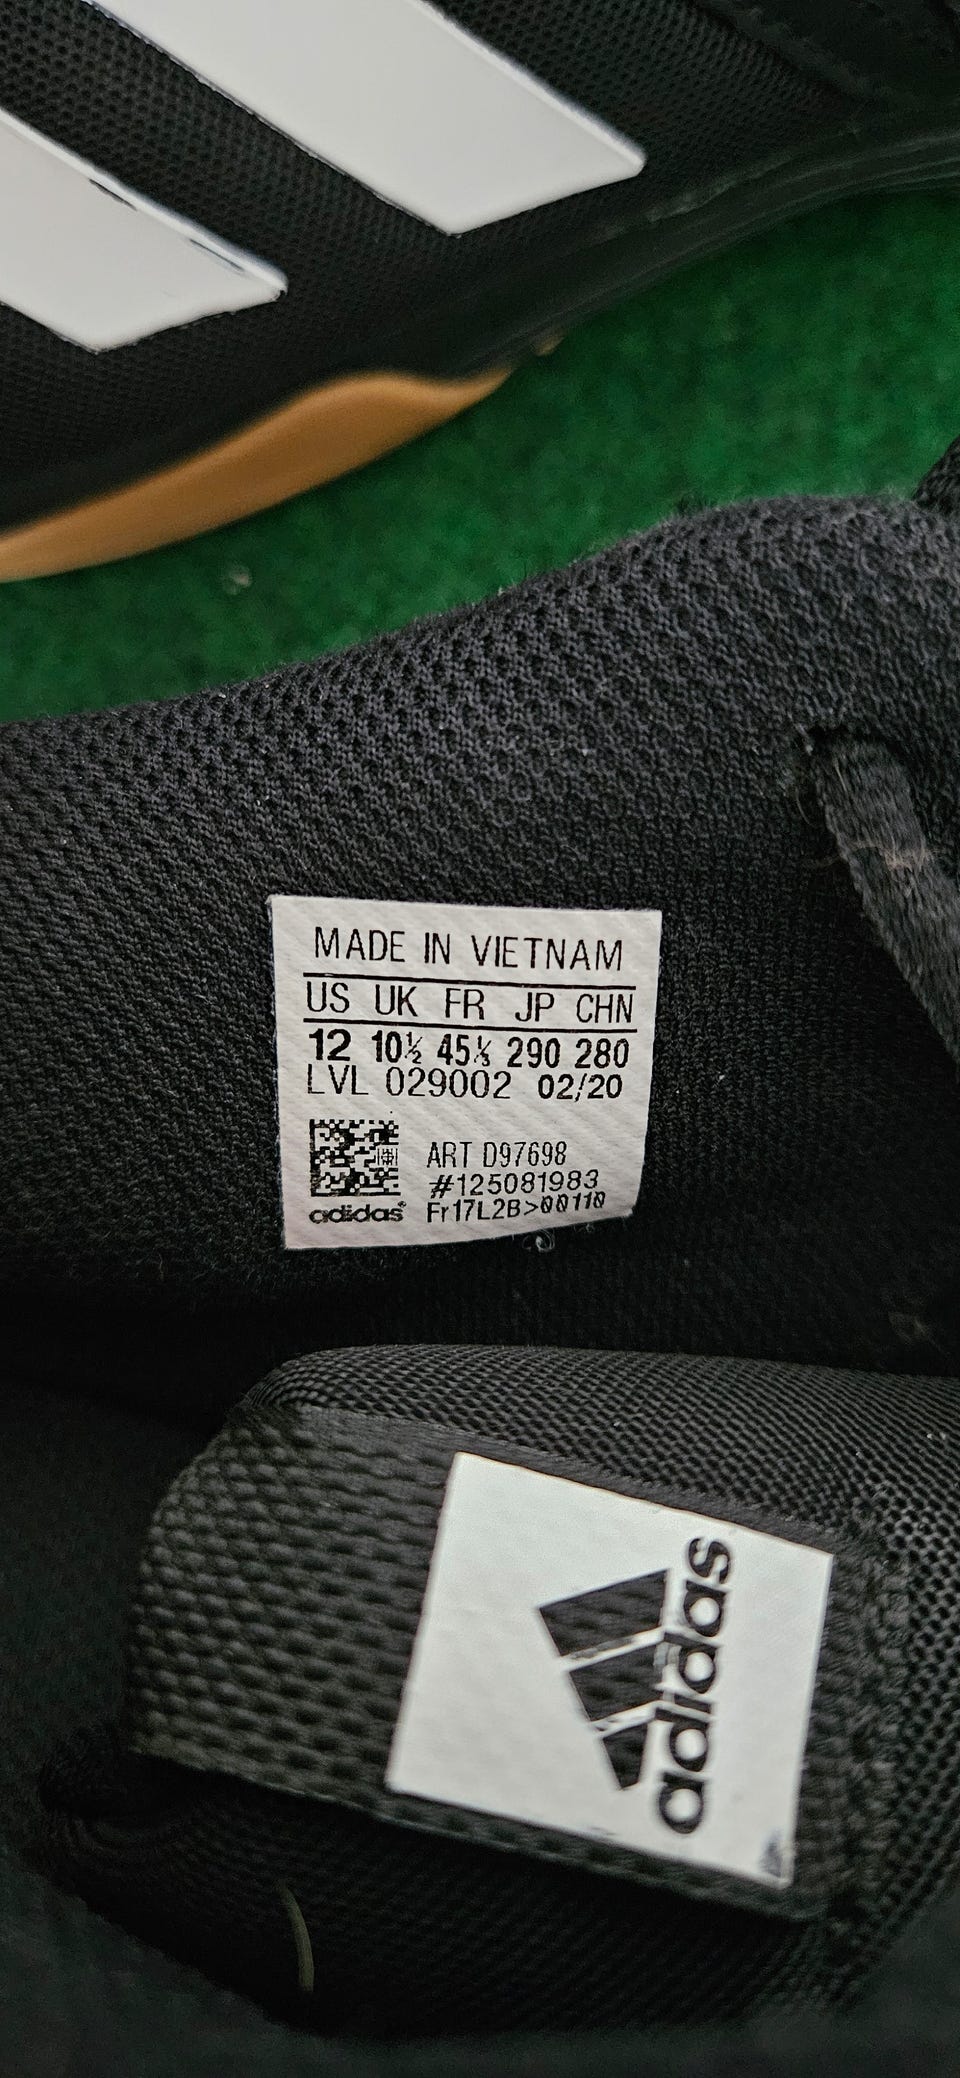 MADE IN VIETNAM
US UK FR JP CHN
12 10½ 45⅓ 290 280
LVL 029002 02/20
ART D97698
#125081983
adidas® Fr17L2B>00110
adidas